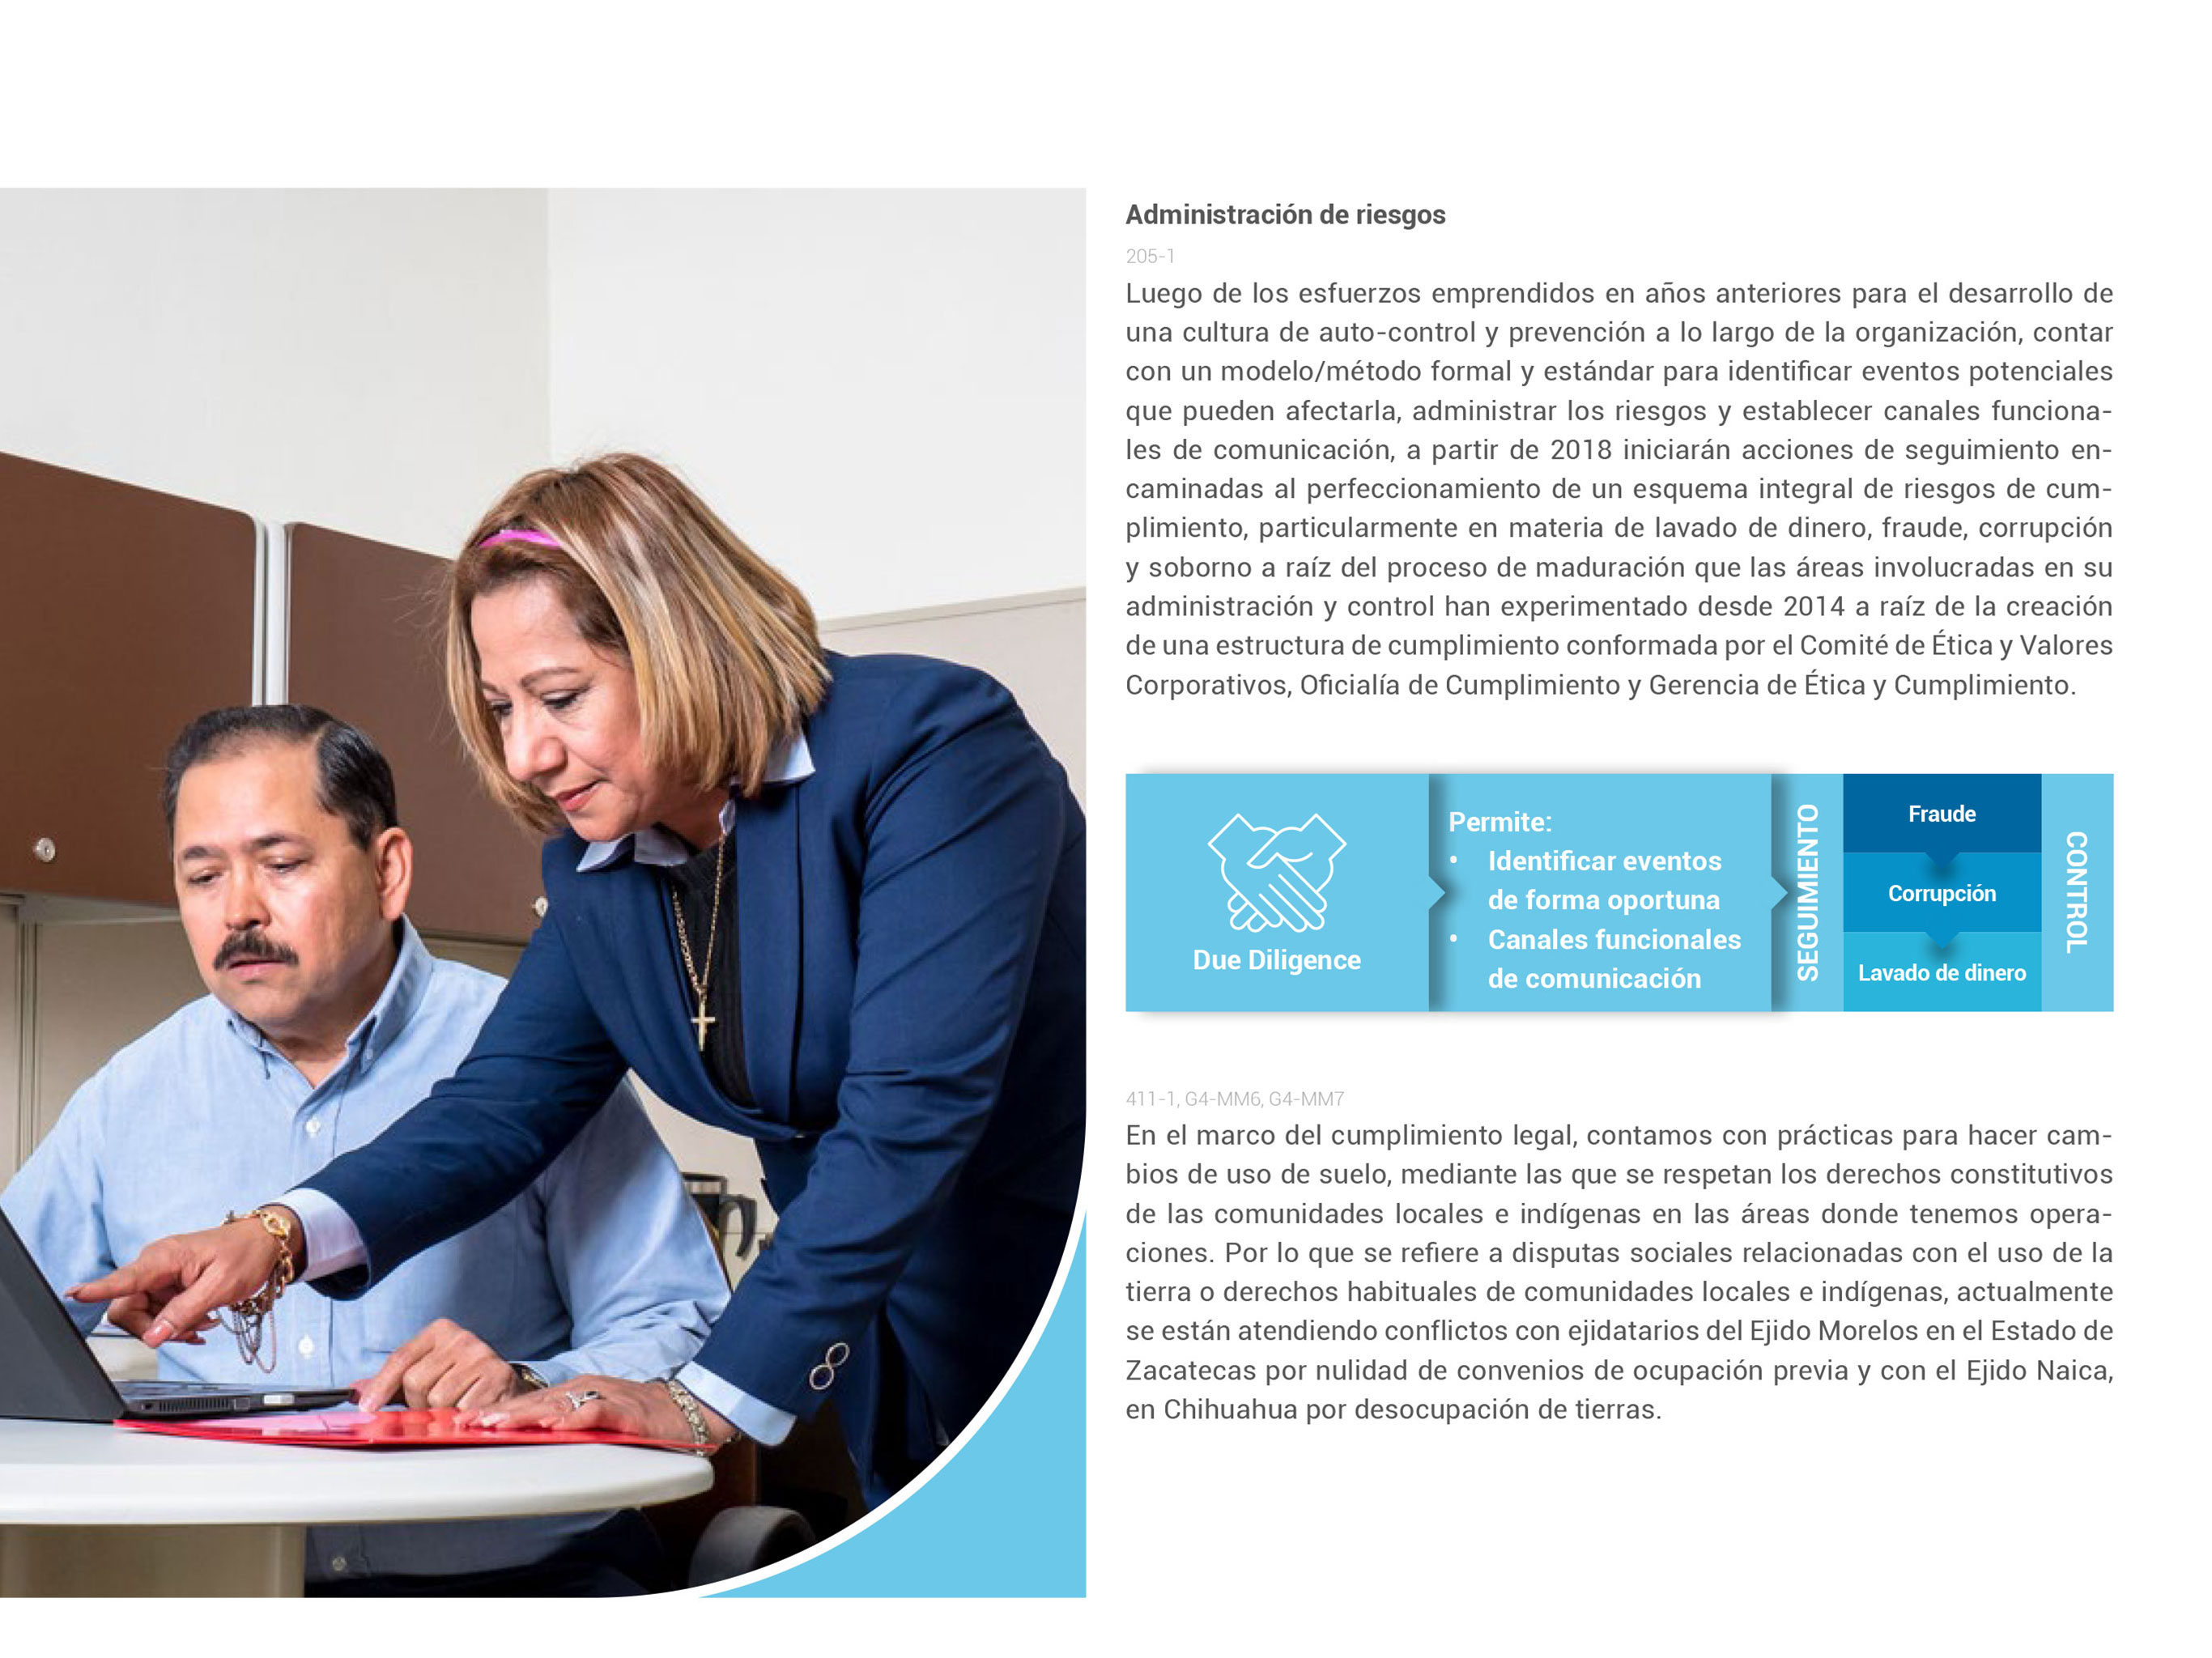 Administración de riesgos
205-1
Luego de los esfuerzos emprendidos en años anteriores para el desarrollo de
una cultura de auto-control y prevención a lo largo de la organización, contar
con un modelo/método formal y estándar para identificar eventos potenciales
que pueden afectarla, administrar los riesgos y establecer canales funciona-
les de comunicación, a partir de 2018 iniciarán acciones de seguimiento en-
caminadas al perfeccionamiento de un esquema integral de riesgos de cum-
plimiento, particularmente en materia de lavado de dinero, fraude, corrupción
y soborno a raíz del proceso de maduración que las áreas involucradas en su
administración y control han experimentado desde 2014 a raíz de la creación
de una estructura de cumplimiento conformada por el Comité de Ética y Valores
Corporativos, Oficialía de Cumplimiento y Gerencia de Ética y Cumplimiento.
Due Diligence
Permite:
• Identificar eventos
de forma oportuna
• Canales funcionales
de comunicación
SEGUIMIENTO
Fraude
Corrupción
Lavado de dinero
CONTROL
411-1, G4-MM6, G4-MM7
En el marco del cumplimiento legal, contamos con prácticas para hacer cam-
bios de uso de suelo, mediante las que se respetan los derechos constitutivos
de las comunidades locales e indígenas en las áreas donde tenemos opera-
ciones. Por lo que se refiere a disputas sociales relacionadas con el uso de la
tierra o derechos habituales de comunidades locales e indígenas, actualmente
se están atendiendo conflictos con ejidatarios del Ejido Morelos en el Estado de
Zacatecas por nulidad de convenios de ocupación previa y con el Ejido Naica,
en Chihuahua por desocupación de tierras.